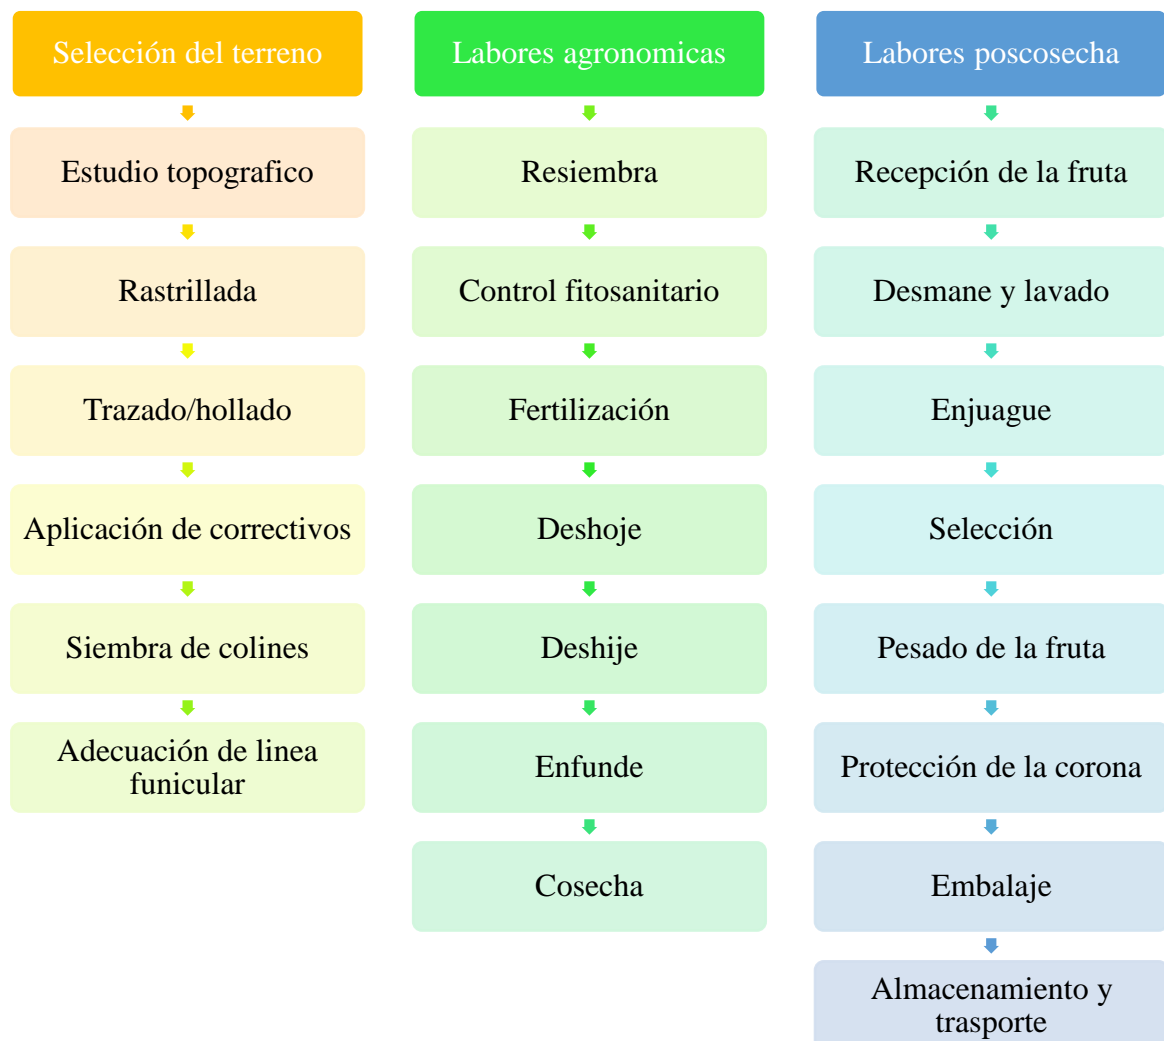 Selección del terreno
Estudio topografico
Rastrillada
Trazado/hollado
Aplicación de correctivos
Siembra de colines
Adecuación de linea
funicular
Labores agronomicas
Resiembra
Control fitosanitario
Fertilización
Deshoje
Deshije
Enfunde
Cosecha
Labores poscosecha
Recepción de la fruta
Desmane y lavado
Enjuague
Selección
Pesado de la fruta
Protección de la corona
Embalaje
Almacenamiento y
trasporte